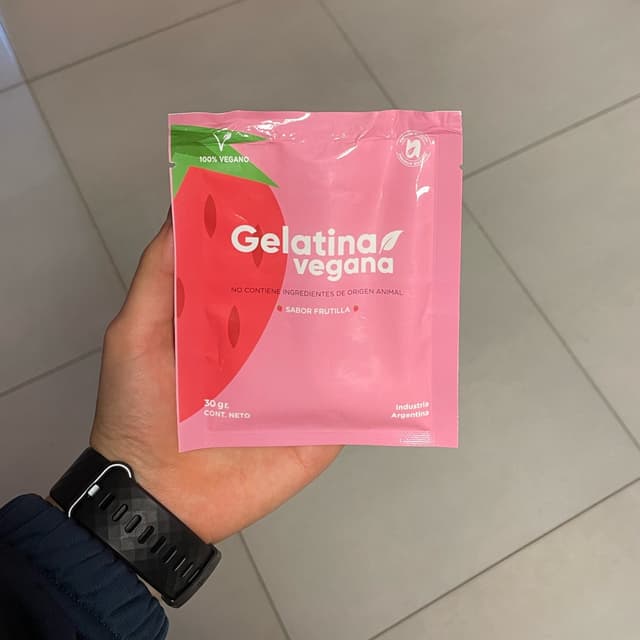 100% VEGANO
Gelatina
vegana
NO CONTIENE INGREDIENTES DE ORIGEN ANIMAL
SABOR FRUTILLA
30 gr.
CONT. NETO
Industria
Argentina